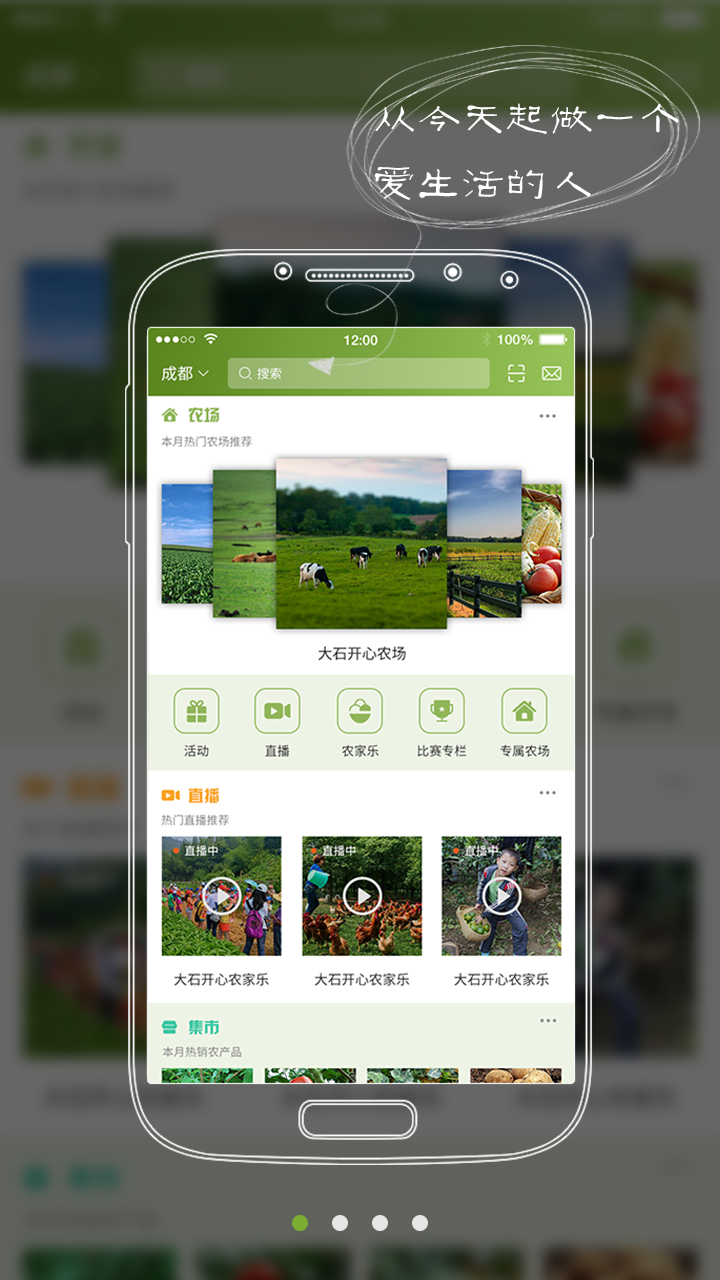 从今天起做一个
爱生活的人
12:00
100%
成都
搜索
农场
本月热门农场推荐
大石开心农场
活动
直播
农家乐
比赛专栏
专属农场
直播
热门直播推荐
直播中
直播中
直播中
大石开心农家乐
大石开心农家乐
大石开心农家乐
集市
本月热销农产品